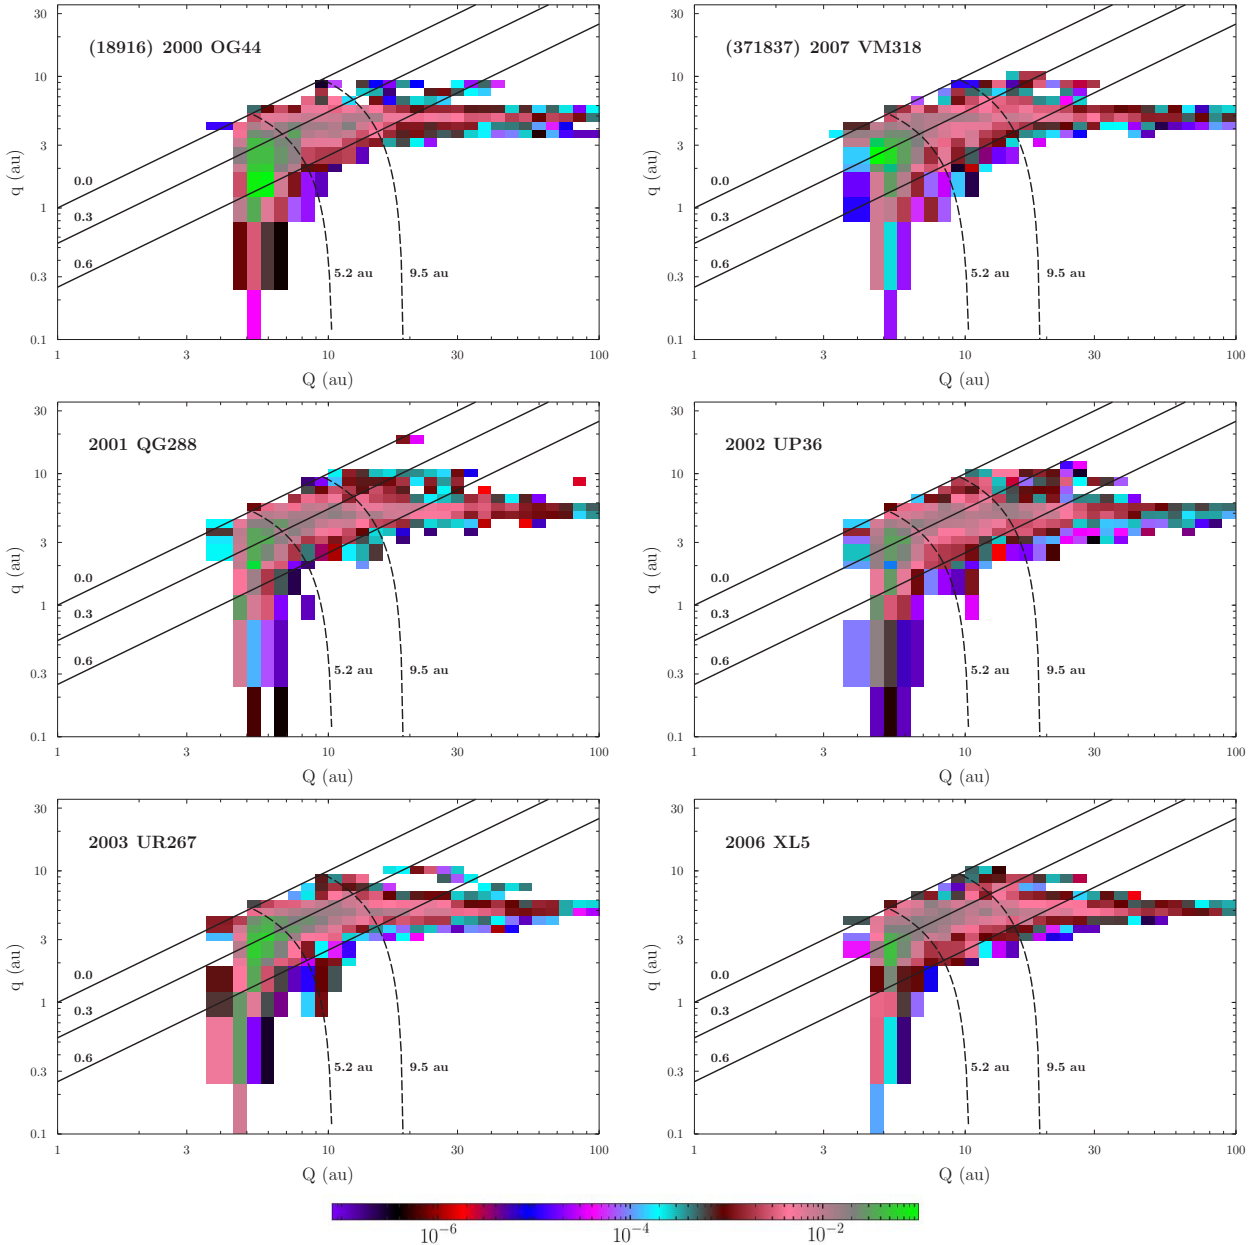 (18916) 2000 OG44
(371837) 2007 VM318
q (au)
30
10
3
1
0.3
0.1
0.0
0.3
0.6
5.2 au
9.5 au
1
3
10
30
100
Q (au)
q (au)
30
10
3
1
0.3
0.1
0.0
0.3
0.6
5.2 au
9.5 au
1
3
10
30
100
Q (au)
2001 QG288
2002 UP36
q (au)
30
10
3
1
0.3
0.1
0.0
0.3
0.6
5.2 au
9.5 au
1
3
10
30
100
Q (au)
q (au)
30
10
3
1
0.3
0.1
0.0
0.3
0.6
5.2 au
9.5 au
1
3
10
30
100
Q (au)
2003 UR267
2006 XL5
q (au)
30
10
3
1
0.3
0.1
0.0
0.3
0.6
5.2 au
9.5 au
1
3
10
30
100
Q (au)
q (au)
30
10
3
1
0.3
0.1
0.0
0.3
0.6
5.2 au
9.5 au
1
3
10
30
100
Q (au)
10⁻⁶
10⁻⁴
10⁻²